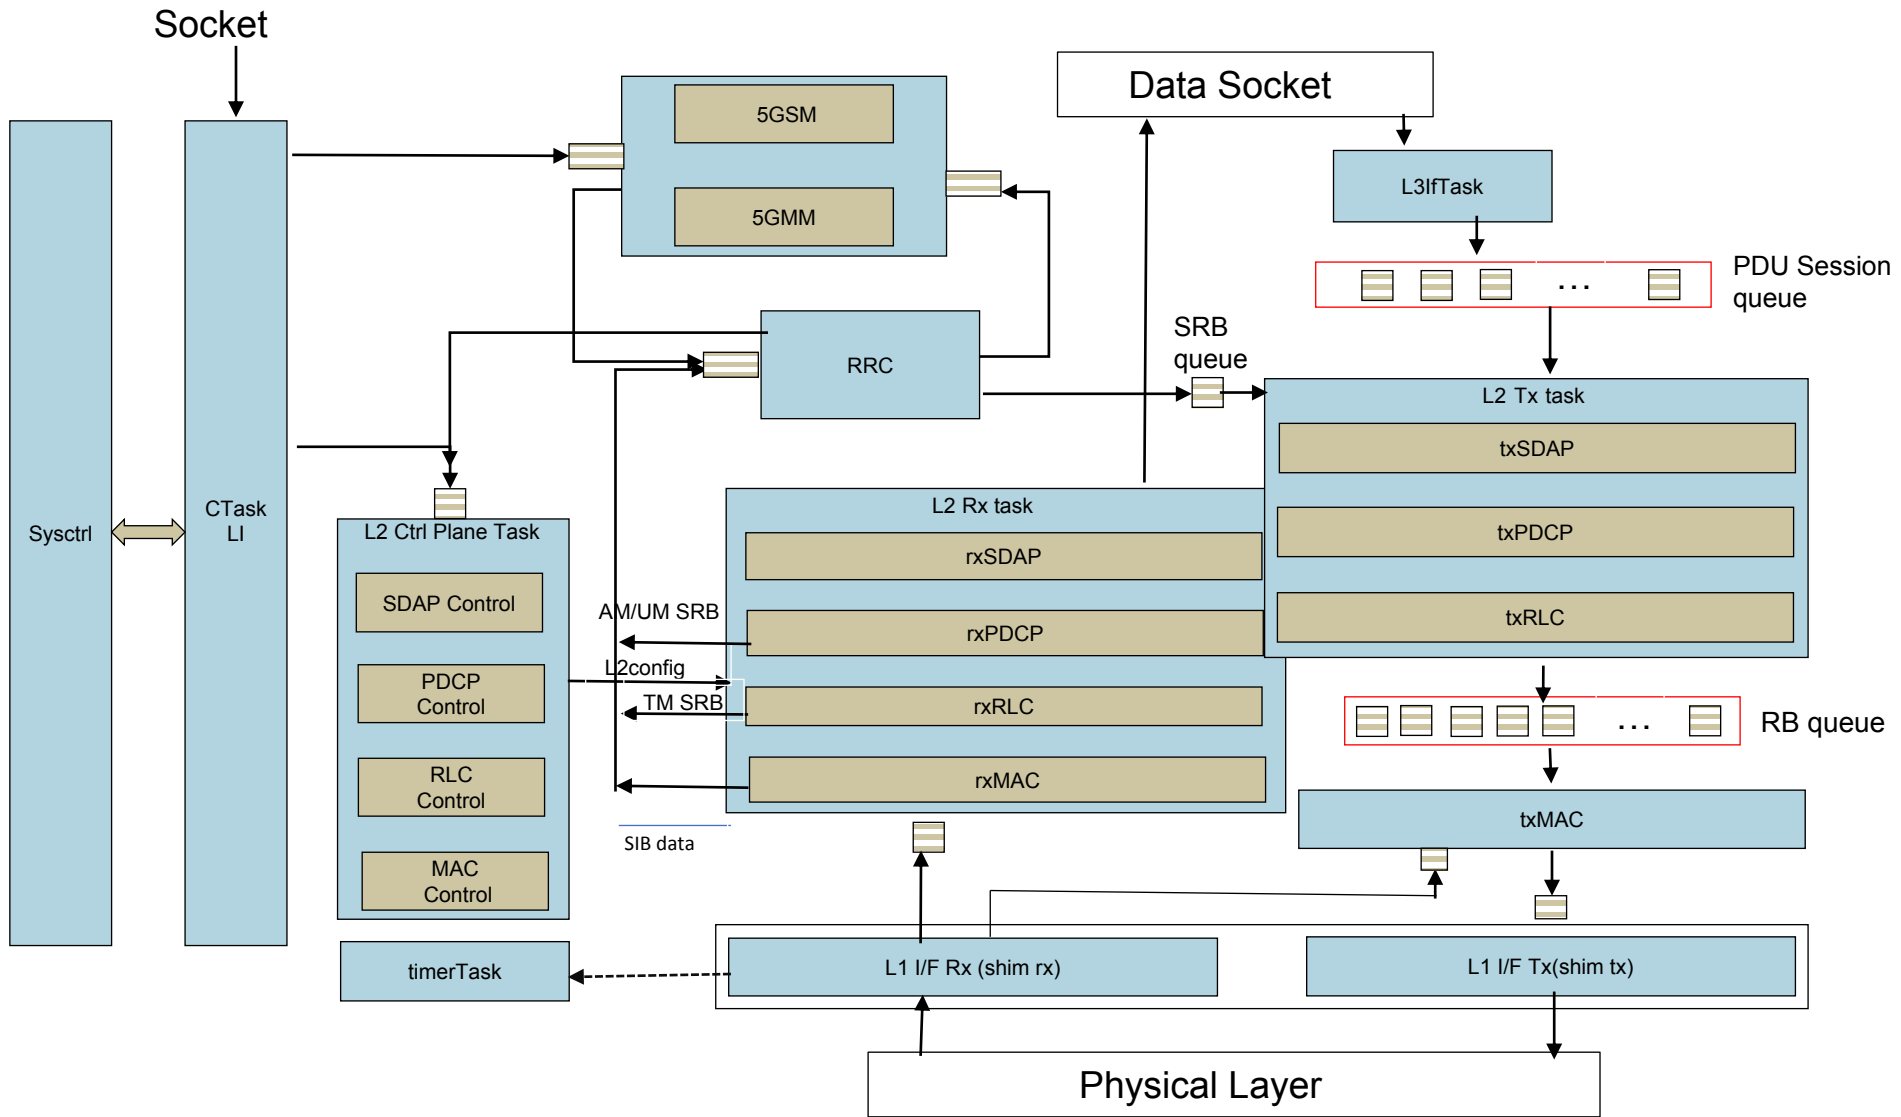 Socket
Data Socket
5GSM
5GMM
L3IfTask
PDU Session
queue
SRB
queue
RRC
L2 Tx task
txSDAP
txPDCP
txRLC
Sysctrl
CTask
LI
L2 Ctrl Plane Task
SDAP Control
PDCP
Control
RLC
Control
MAC
Control
L2 Rx task
rxSDAP
rxPDCP
rxRLC
rxMAC
AM/UM SRB
L2config
TM SRB
SIB data
...
...
RB queue
txMAC
timerTask
L1 I/F Rx (shim rx)
L1 I/F Tx(shim tx)
Physical Layer